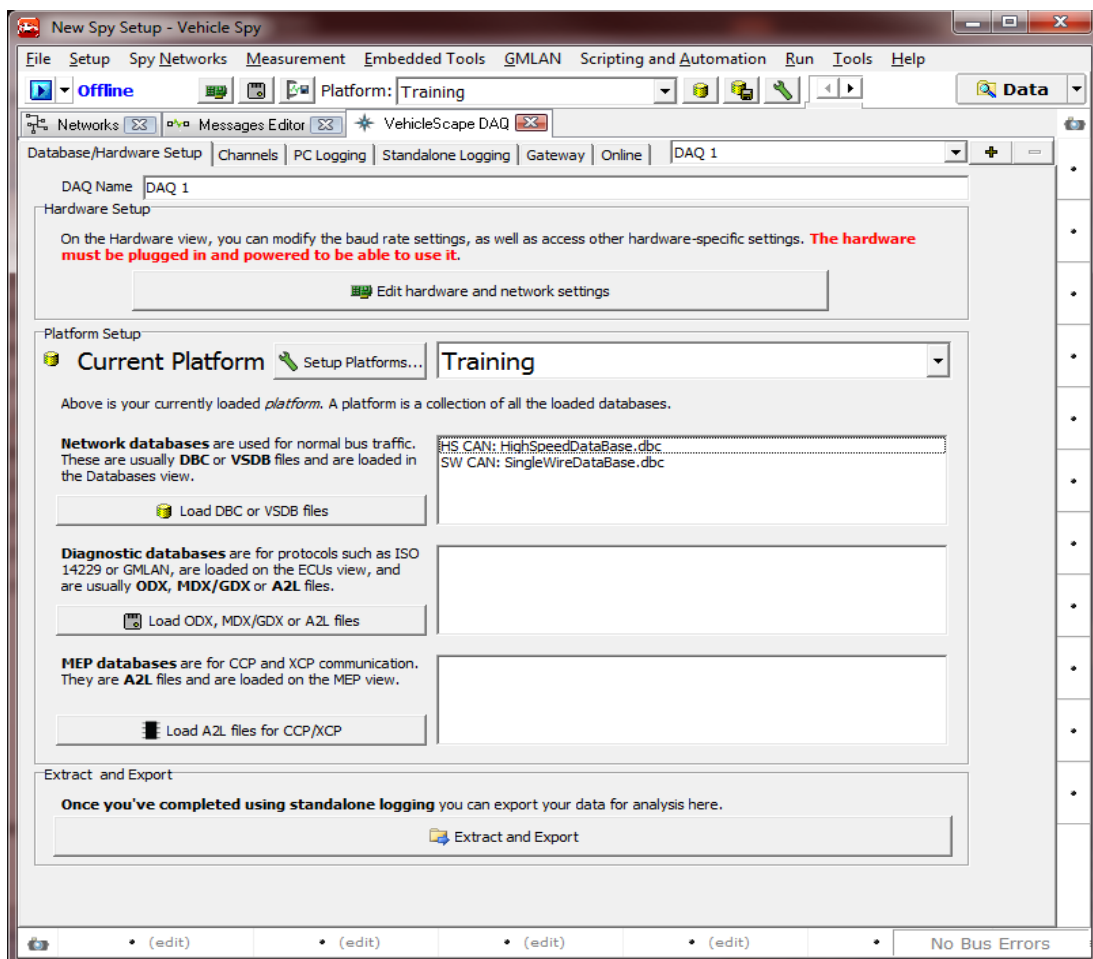 New Spy Setup - Vehicle Spy
File Setup Spy Networks Measurement Embedded Tools GMLAN Scripting and Automation Run Tools Help
Offline Platform: Training Data
Networks Messages Editor VehicleScape DAQ
Database/Hardware Setup Channels PC Logging Standalone Logging Gateway Online DAQ 1
DAQ Name DAQ 1
Hardware Setup
On the Hardware view, you can modify the baud rate settings, as well as access other hardware-specific settings. The hardware
must be plugged in and powered to be able to use it.
Edit hardware and network settings
Platform Setup
Current Platform Setup Platforms... Training
Above is your currently loaded platform. A platform is a collection of all the loaded databases.
Network databases are used for normal bus traffic.
These are usually DBC or VSDB files and are loaded in
the Databases view.
HS CAN: HighSpeedDataBase.dbc
SW CAN: SingleWireDataBase.dbc
Load DBC or VSDB files
Diagnostic databases are for protocols such as ISO
14229 or GMLAN, are loaded on the ECUs view, and
are usually ODX, MDX/GDX or A2L files.
Load ODX, MDX/GDX or A2L files
MEP databases are for CCP and XCP communication.
They are A2L files and are loaded on the MEP view.
Load A2L files for CCP/XCP
Extract and Export
Once you've completed using standalone logging you can export your data for analysis here.
Extract and Export
(edit) (edit) (edit) (edit) No Bus Errors